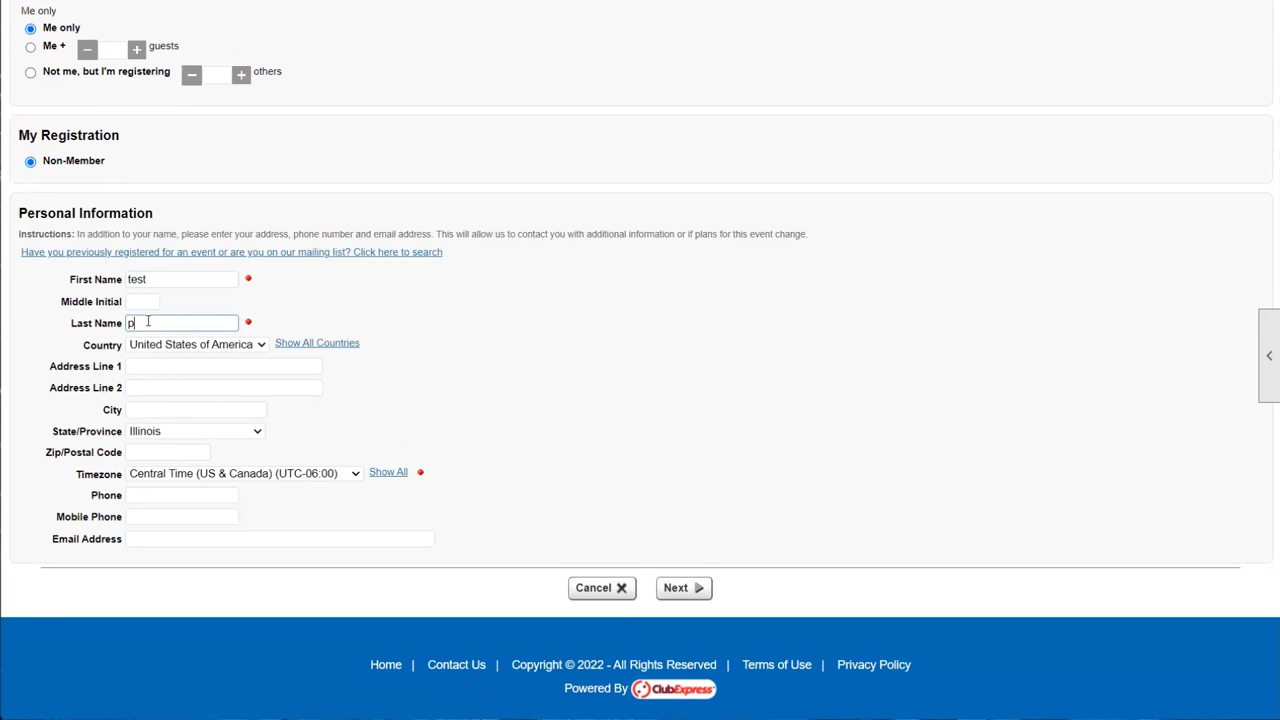 Me only
Me only
Me + guests
Not me, but I'm registering others
My Registration
Non-Member
Personal Information
Instructions: In addition to your name, please enter your address, phone number and email address. This will allow us to contact you with additional information or if plans for this event change.
Have you previously registered for an event or are you on our mailing list? Click here to search
First Name test
Middle Initial
Last Name p
Country United States of America Show All Countries
Address Line 1
Address Line 2
City
State/Province Illinois
Zip/Postal Code
Timezone Central Time (US & Canada) (UTC-06:00) Show All
Phone
Mobile Phone
Email Address
Cancel Next
Home | Contact Us | Copyright © 2022 - All Rights Reserved | Terms of Use | Privacy Policy
Powered By ClubExpress